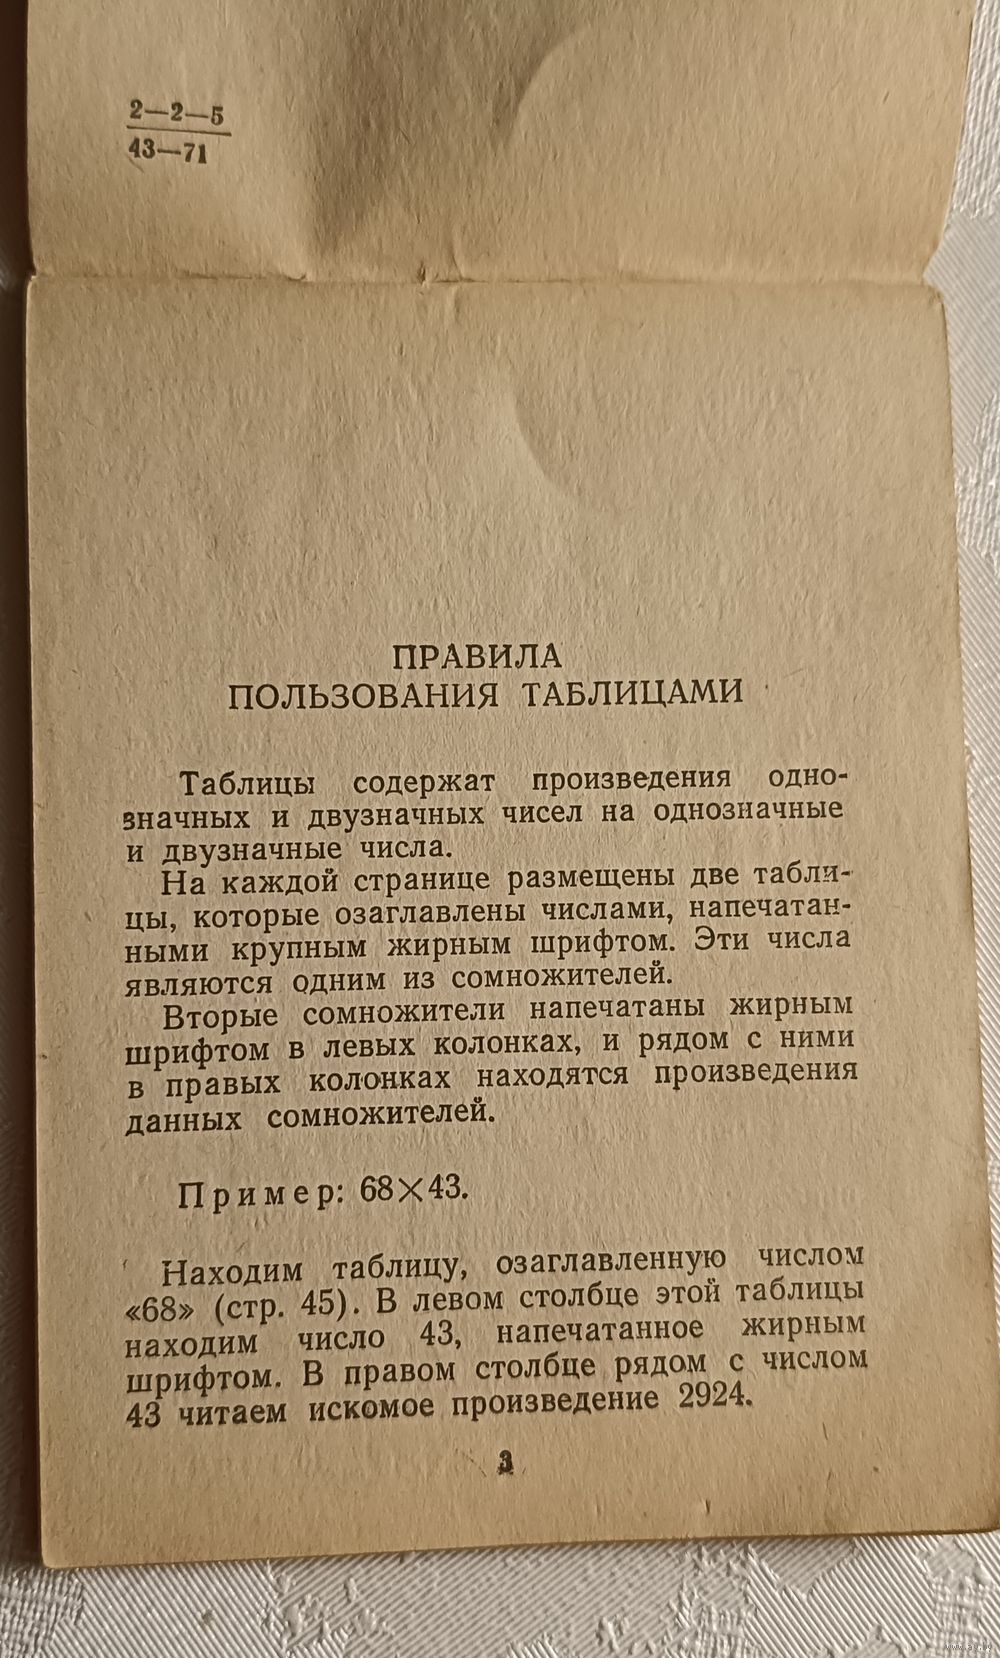 2—2—5
43—71
ПРАВИЛА
ПОЛЬЗОВАНИЯ ТАБЛИЦАМИ
Таблицы содержат произведения одно-
значных и двузначных чисел на однозначные
и двузначные числа.
На каждой странице размещены две табли-
цы, которые озаглавлены числами, напечатан-
ными крупным жирным шрифтом. Эти числа
являются одним из сомножителей.
Вторые сомножители напечатаны жирным
шрифтом в левых колонках, и рядом с ними
в правых колонках находятся произведения
данных сомножителей.
Пример: 68×43.
Находим таблицу, озаглавленную числом
«68» (стр. 45). В левом столбце этой таблицы
находим число 43, напечатанное жирным
шрифтом. В правом столбце рядом с числом
43 читаем искомое произведение 2924.
3